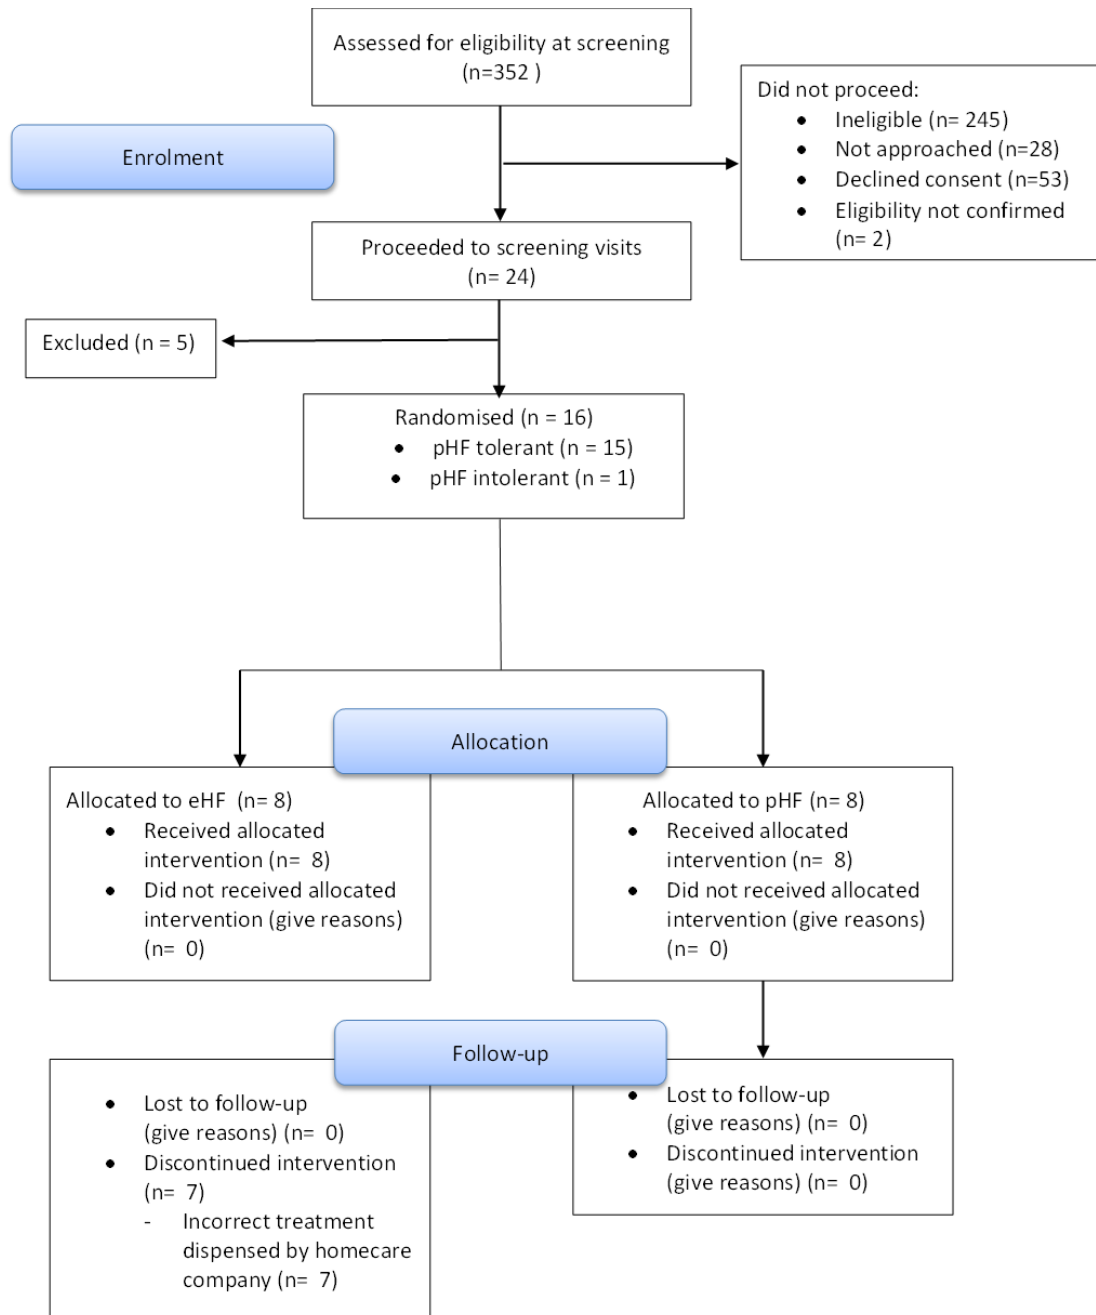 Assessed for eligibility at screening
(n=352 )
Did not proceed:
• Ineligible (n= 245)
• Not approached (n=28)
• Declined consent (n=53)
• Eligibility not confirmed
(n= 2)
Enrolment
Proceeded to screening visits
(n= 24)
Excluded (n = 5)
Randomised (n = 16)
• pHF tolerant (n = 15)
• pHF intolerant (n = 1)
Allocation
Allocated to eHF (n= 8)
• Received allocated
intervention (n= 8)
• Did not received allocated
intervention (give reasons)
(n= 0)
Allocated to pHF (n= 8)
• Received allocated
intervention (n= 8)
• Did not received allocated
intervention (give reasons)
(n= 0)
Follow-up
• Lost to follow-up
(give reasons) (n= 0)
• Discontinued intervention
(n= 7)
- Incorrect treatment
dispensed by homecare
company (n= 7)
• Lost to follow-up
(give reasons) (n= 0)
• Discontinued intervention
(give reasons) (n= 0)